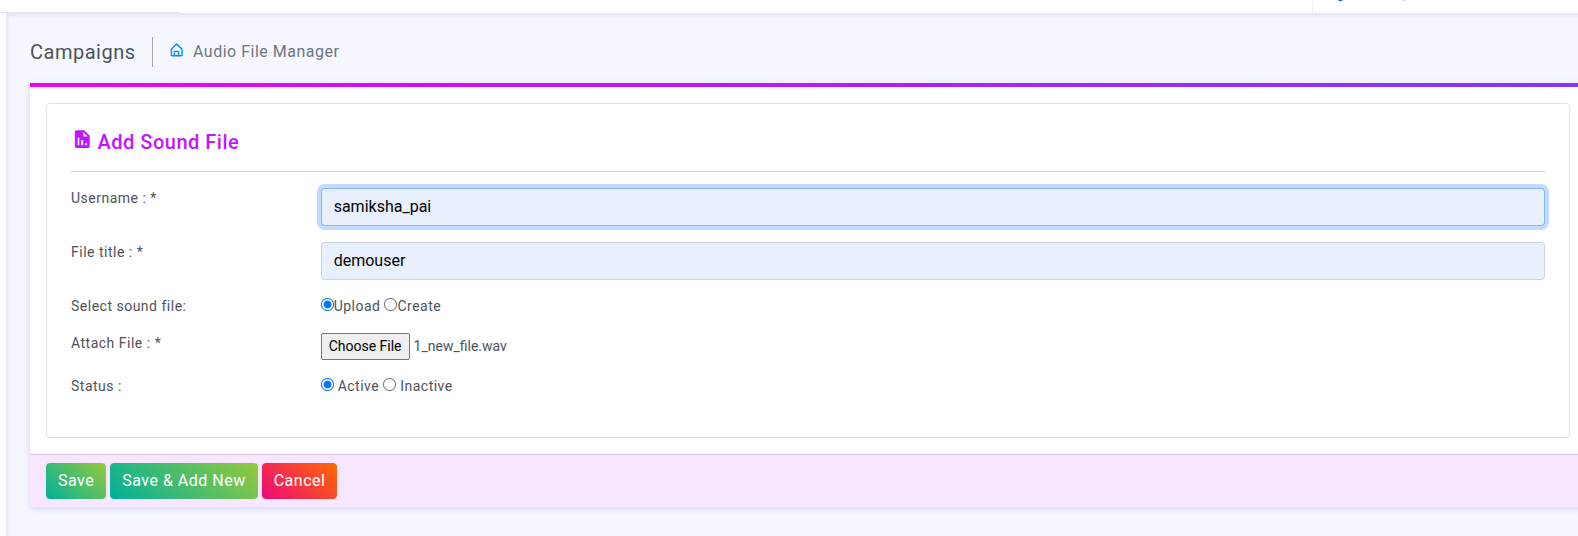 Campaigns Audio File Manager
Add Sound File
Username : * samiksha_pai
File title : * demouser
Select sound file: Upload Create
Attach File : * Choose File 1_new_file.wav
Status : Active Inactive
Save Save & Add New Cancel